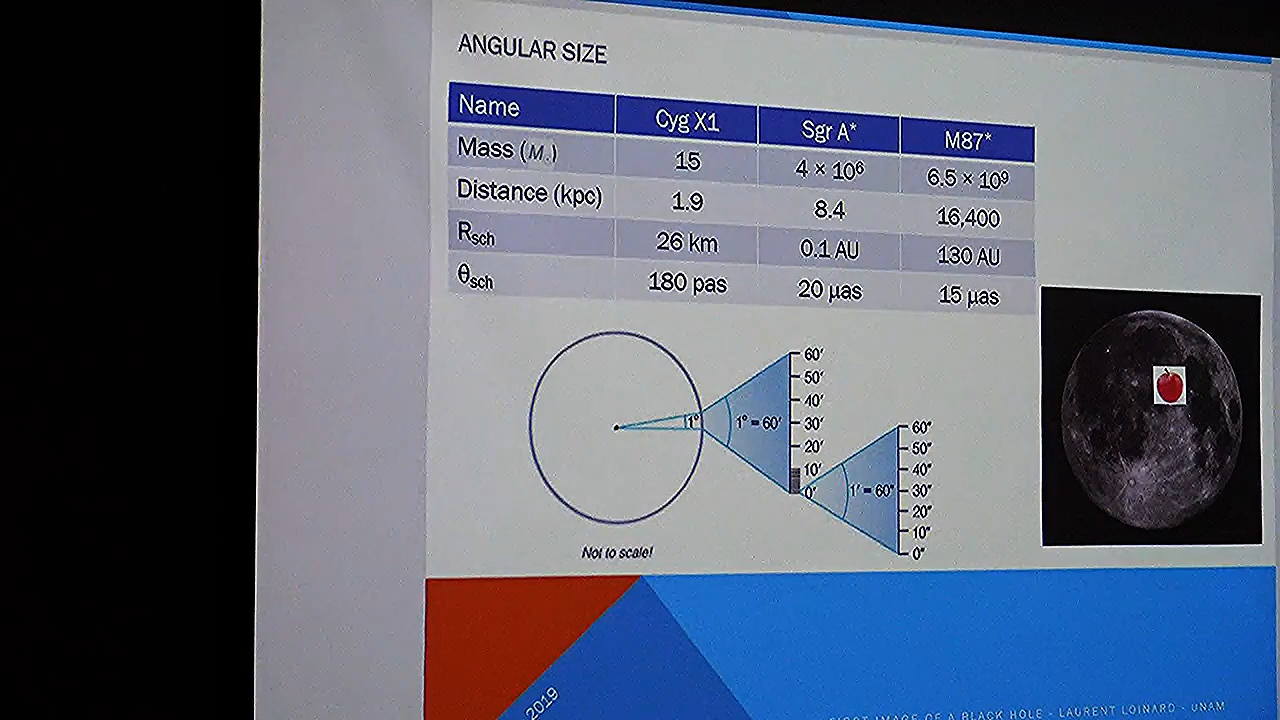 ANGULAR SIZE
Name Cyg X1 Sgr A* M87*
Mass (M☉) 15 4 × 10⁶ 6.5 × 10⁹
Distance (kpc) 1.9 8.4 16,400
Rsch 26 km 0.1 AU 130 AU
θsch 180 pas 20 μas 15 μas
60′
50′
40′
1° 1° = 60′ 30′
20′
10′
0′
60″
50″
40″
1′ = 60″ 30″
20″
10″
0″
Not to scale!
2019
FIRST IMAGE OF A BLACK HOLE - LAURENT LOINARD - UNAM